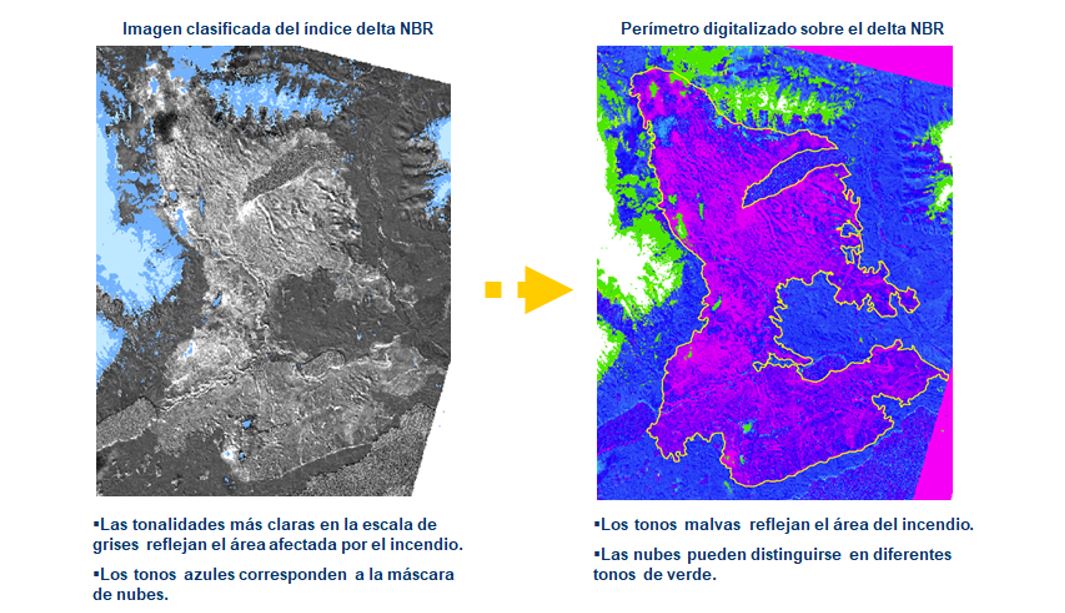 Imagen clasificada del índice delta NBR
Perímetro digitalizado sobre el delta NBR
▪Las tonalidades más claras en la escala de
grises reflejan el área afectada por el incendio.
▪Los tonos azules corresponden a la máscara
de nubes.
▪Los tonos malvas reflejan el área del incendio.
▪Las nubes pueden distinguirse en diferentes
tonos de verde.